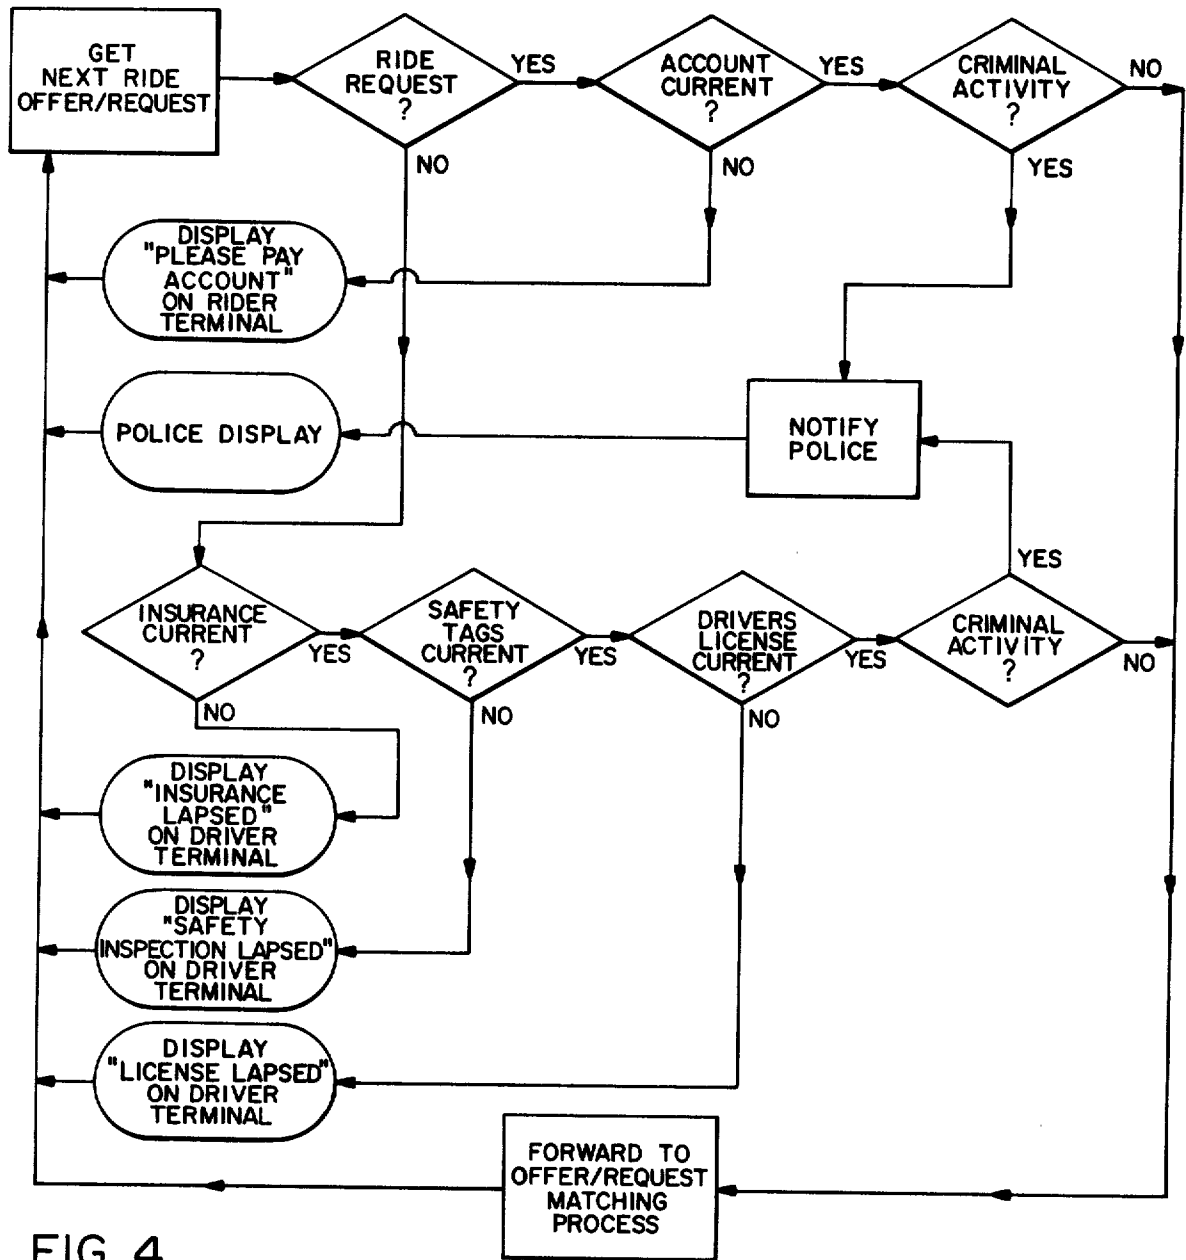 GET
NEXT RIDE
OFFER/REQUEST
RIDE
REQUEST
?
YES
NO
ACCOUNT
CURRENT
?
YES
NO
CRIMINAL
ACTIVITY
?
NO
YES
DISPLAY
"PLEASE PAY
ACCOUNT"
ON RIDER
TERMINAL
POLICE DISPLAY
NOTIFY
POLICE
INSURANCE
CURRENT
?
YES
NO
SAFETY
TAGS
CURRENT
?
YES
NO
DRIVERS
LICENSE
CURRENT
?
YES
NO
YES
CRIMINAL
ACTIVITY
?
NO
DISPLAY
"INSURANCE
LAPSED"
ON DRIVER
TERMINAL
DISPLAY
"SAFETY
INSPECTION LAPSED"
ON DRIVER
TERMINAL
DISPLAY
"LICENSE LAPSED"
ON DRIVER
TERMINAL
FORWARD TO
OFFER/REQUEST
MATCHING
PROCESS
FIG. 4